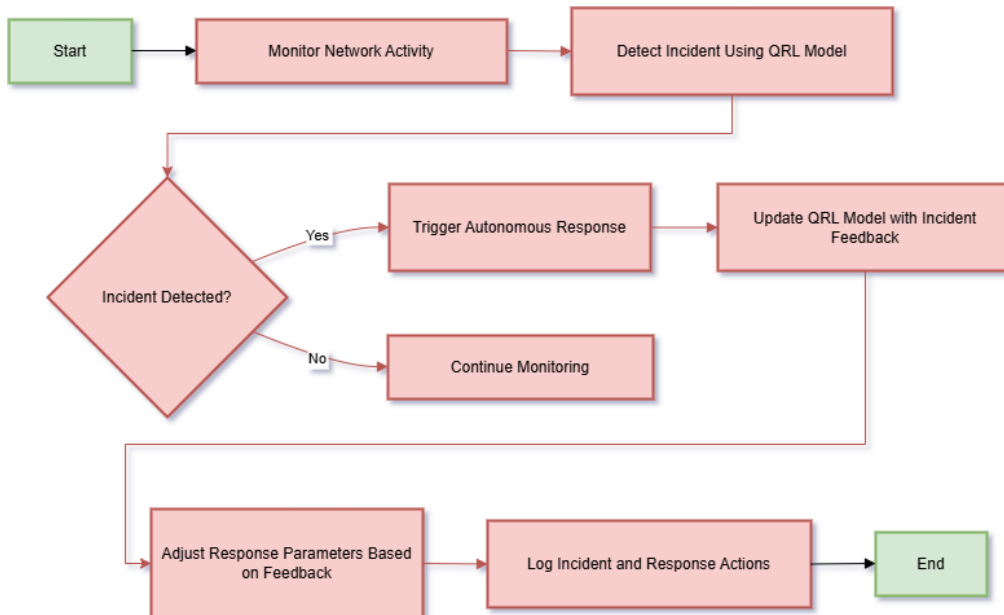 Start
Monitor Network Activity
Detect Incident Using QRL Model
Incident Detected?
Yes
Trigger Autonomous Response
Update QRL Model with Incident
Feedback
No
Continue Monitoring
Adjust Response Parameters Based
on Feedback
Log Incident and Response Actions
End